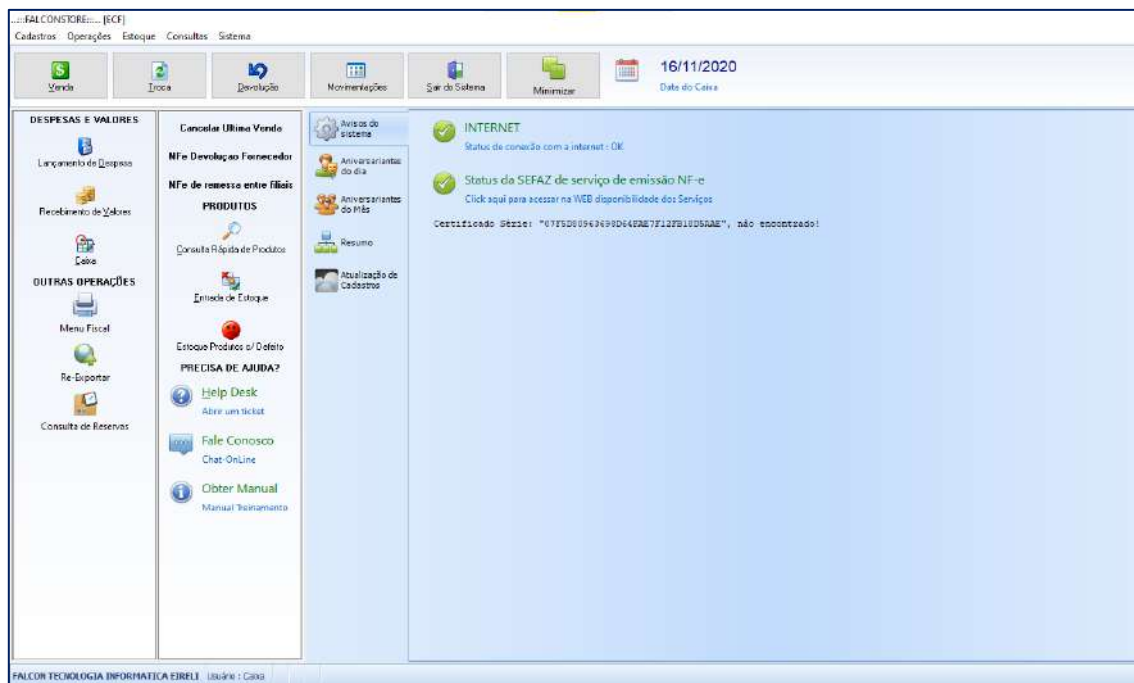 ...:::FALCONSTORE:::... [ECF]
Cadastros Operações Estoque Consultas Sistema
Venda
Troca
Devolução
Movimentações
Sair do Sistema
Minimizar
16/11/2020
Data do Caixa
DESPESAS E VALORES
Lançamento de Despesa
Recebimento de Valores
Caixa
OUTRAS OPERAÇÕES
Menu Fiscal
Re-Exportar
Consulta de Reservas
Cancelar Ultima Venda
NFe Devoluçao Fornecedor
NFe de remessa entre filiais
PRODUTOS
Consulta Rápida de Produtos
Entrada de Estoque
Estoque Produtos c/ Defeito
PRECISA DE AJUDA?
Help Desk
Abre um ticket
Fale Conosco
Chat-OnLine
Obter Manual
Manual Treinamento
Avisos do
sistema
Aniversariantes
do dia
Aniversariantes
do Mês
Resumo
Atualização de
Cadastros
INTERNET
Status de conexão com a internet : OK
Status da SEFAZ de serviço de emissão NF-e
Click aqui para acessar na WEB disponibilidade dos Serviços
Certificado Série: não encontrado!
FALCON TECNOLOGIA INFORMATICA EIRELI Usuário : Caixa